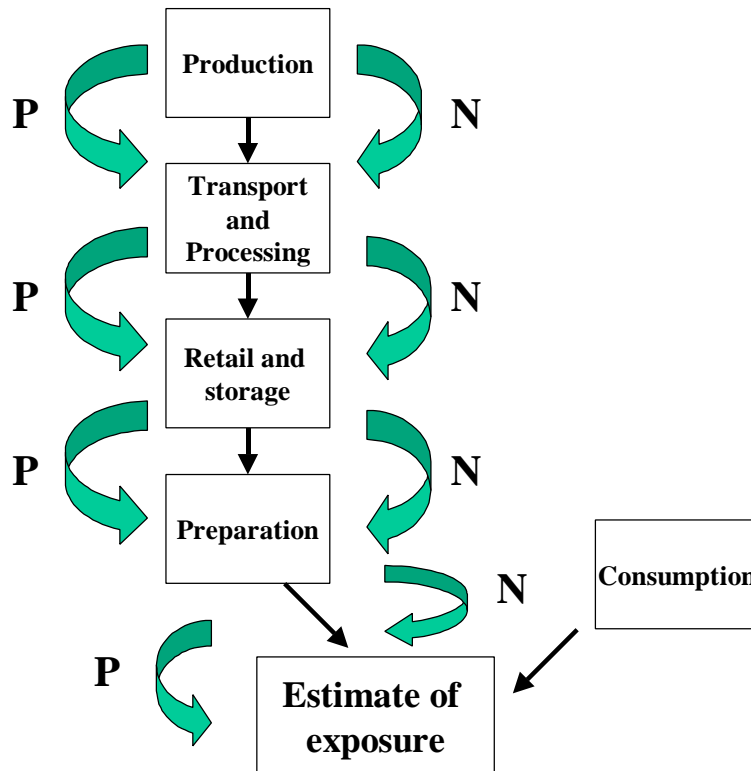 Production
P
N
Transport
and
Processing
P
N
Retail and
storage
P
N
Preparation
Consumption
N
P
Estimate of
exposure